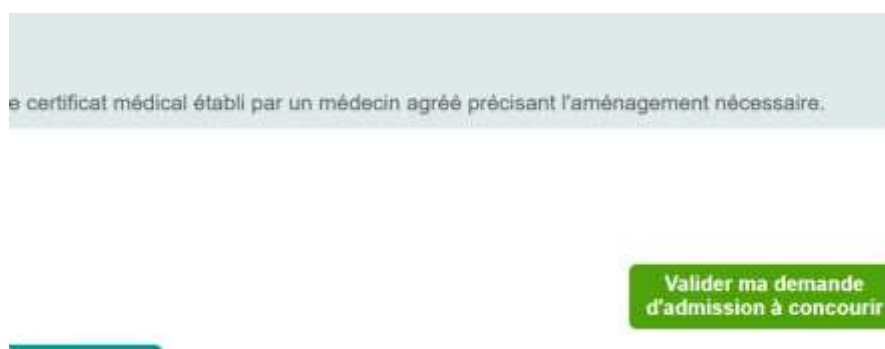 e certificat médical établi par un médecin agréé précisant l'aménagement nécessaire.
Valider ma demande
d'admission à concourir